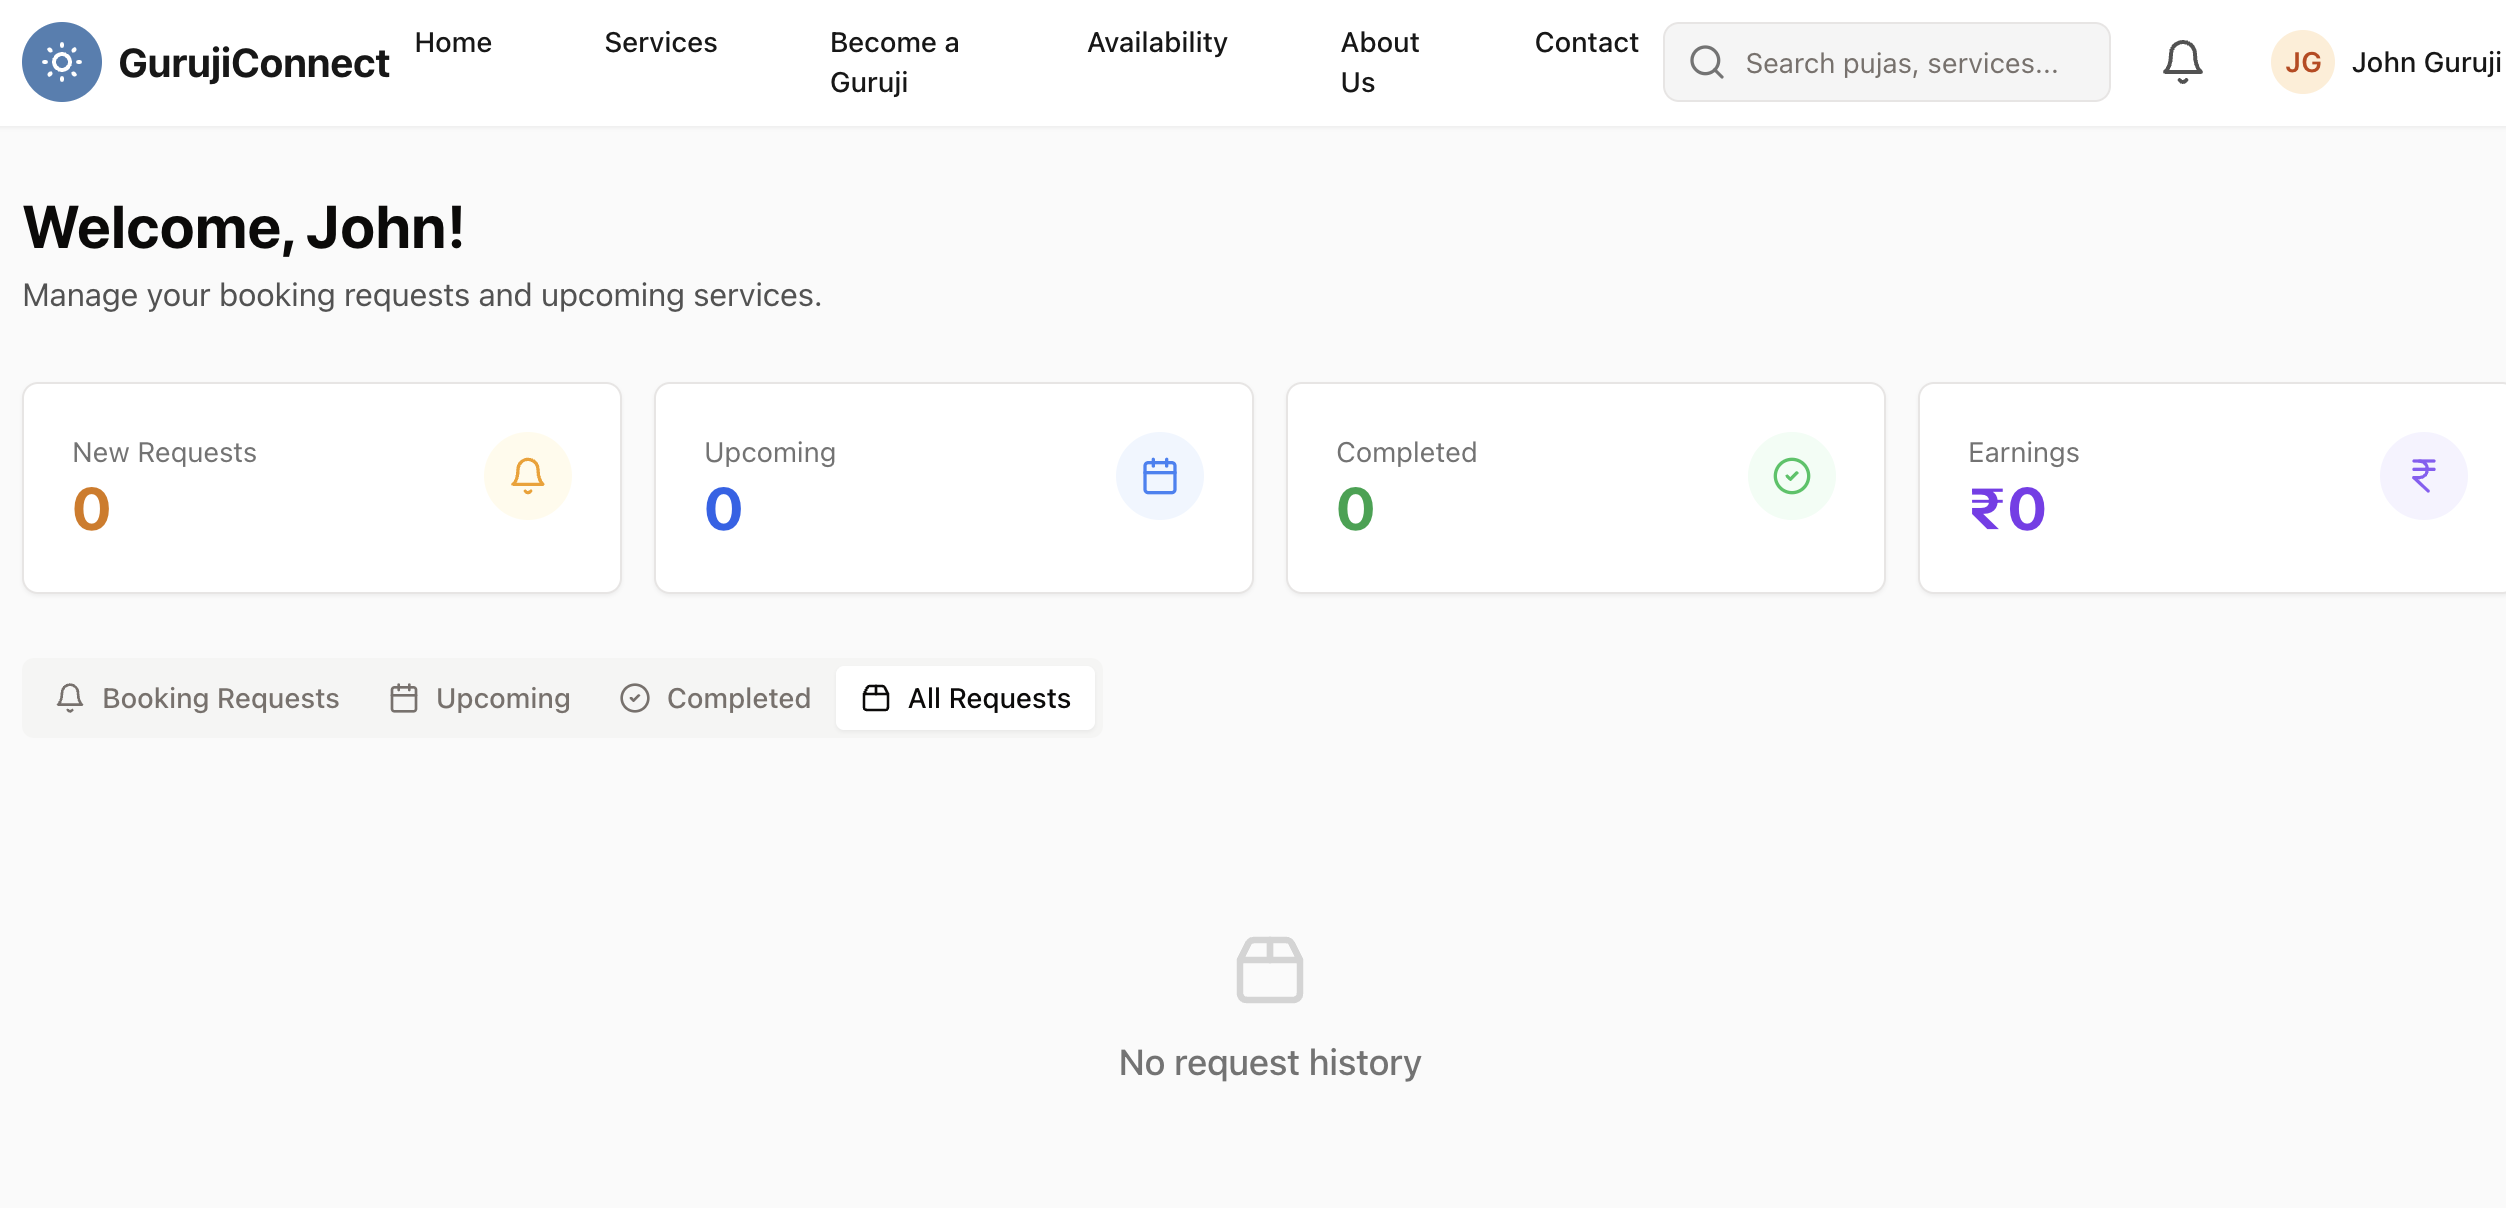 GurujiConnect
Home
Services
Become a
Guruji
Availability
About
Us
Contact
Search pujas, services...
JG
John Guruji
Welcome, John!
Manage your booking requests and upcoming services.
New Requests
0
Upcoming
0
Completed
0
Earnings
₹0
₹
Booking Requests
Upcoming
Completed
All Requests
No request history